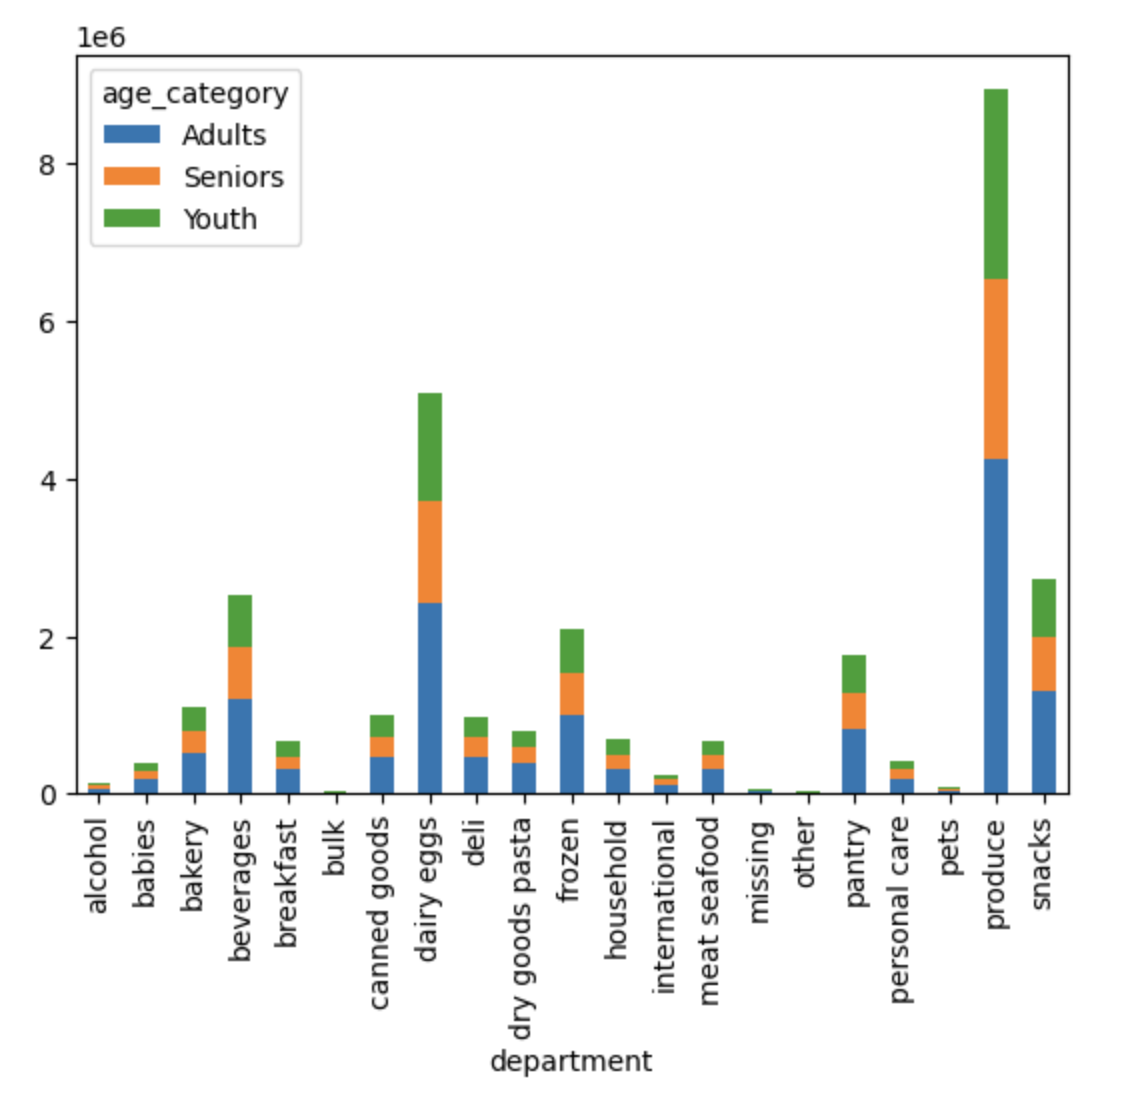 1e6
age_category
Adults
Seniors
Youth
8
6
4
2
0
alcohol
babies
bakery
beverages
breakfast
bulk
canned goods
dairy eggs
deli
dry goods pasta
frozen
household
international
meat seafood
missing
other
pantry
personal care
pets
produce
snacks
department